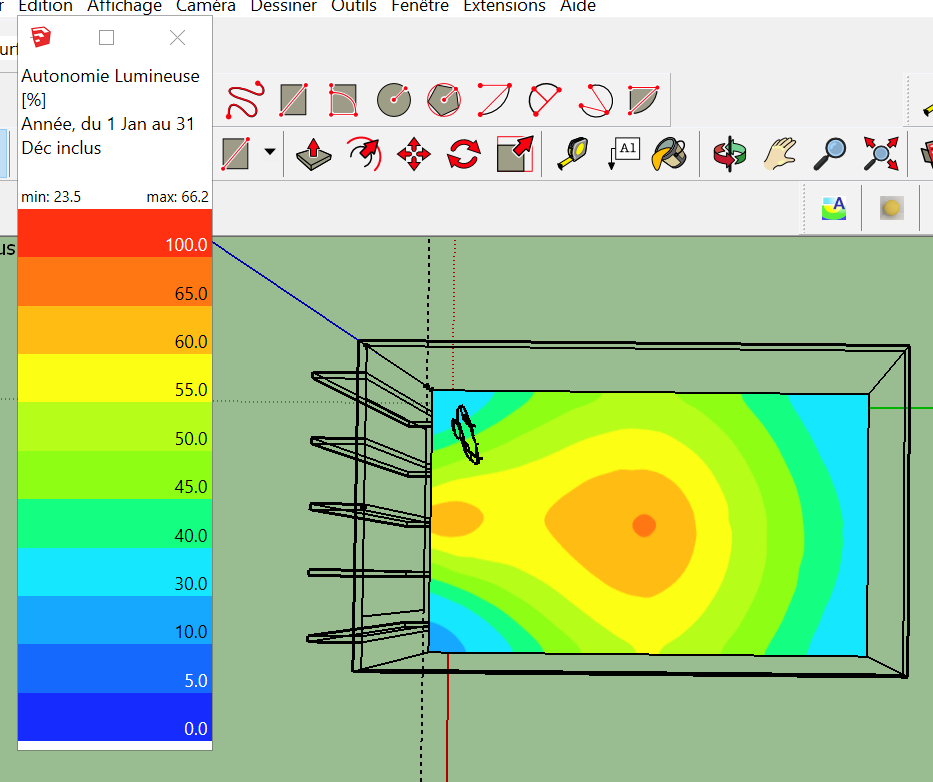 Edition Affichage Caméra Dessiner Outils Fenêtre Extensions Aide
Autonomie Lumineuse
[%]
Année, du 1 Jan au 31
Déc inclus
min: 23.5 max: 66.2
A1
A
100.0
65.0
60.0
55.0
50.0
45.0
40.0
30.0
10.0
5.0
0.0